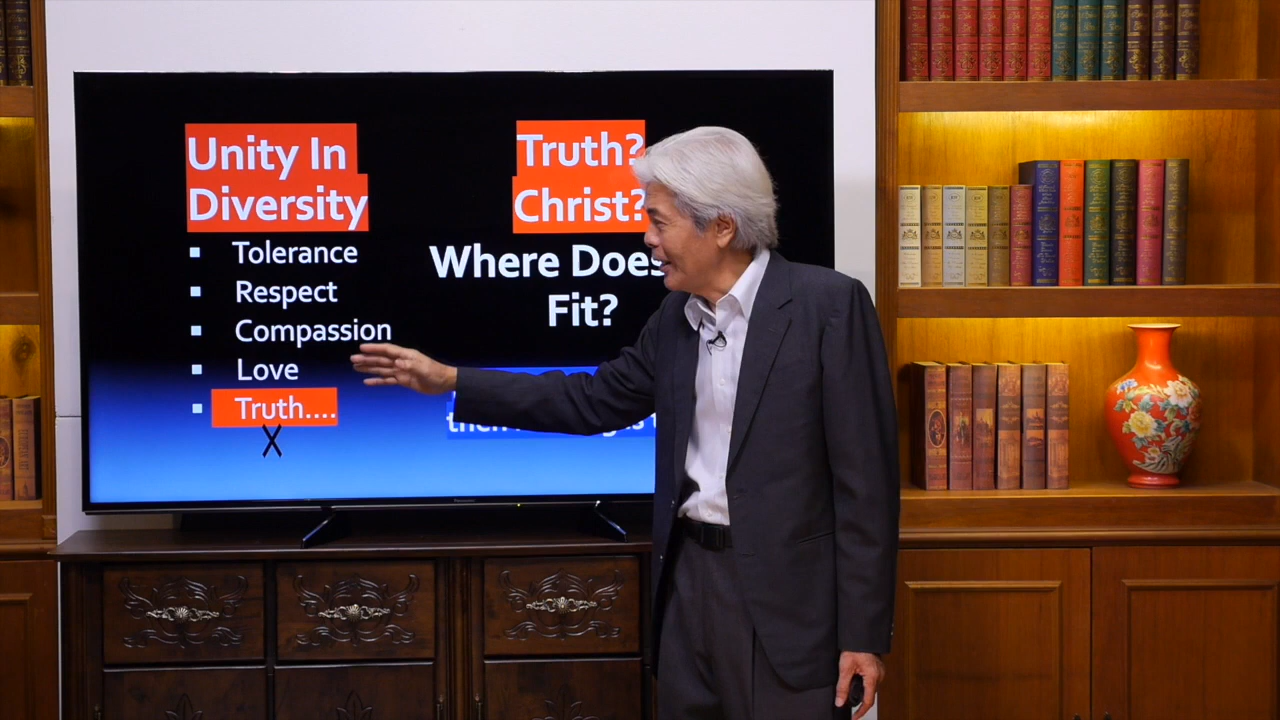 Unity In
Diversity
Tolerance
Respect
Compassion
Love
Truth....
X
Truth?
Christ?
Where Does
Fit?